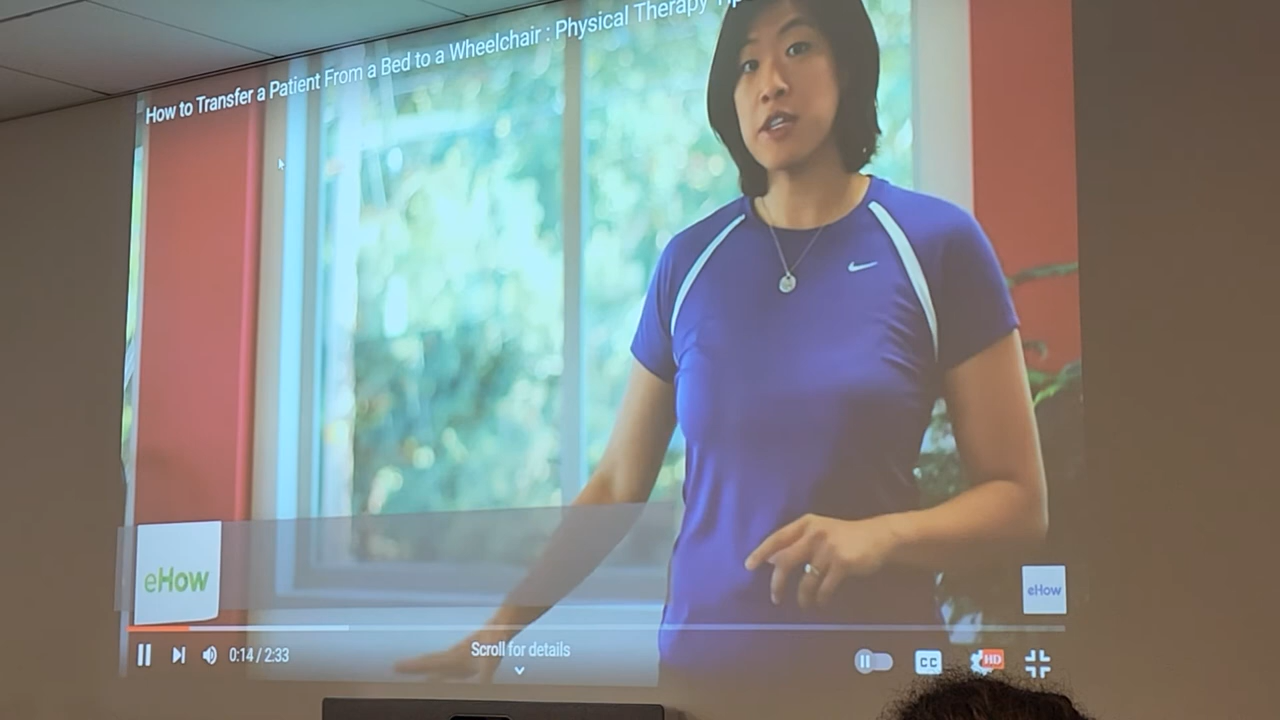 How to Transfer a Patient From a Bed to a Wheelchair : Physical Therapy
eHow
eHow
0:14 / 2:33
Scroll for details
CC
HD